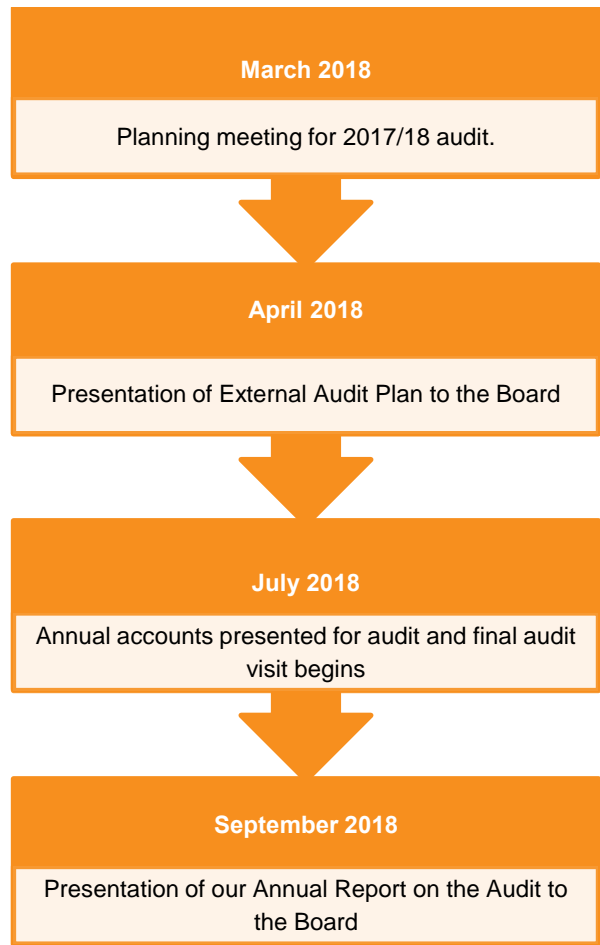 March 2018
Planning meeting for 2017/18 audit.
April 2018
Presentation of External Audit Plan to the Board
July 2018
Annual accounts presented for audit and final audit
visit begins
September 2018
Presentation of our Annual Report on the Audit to
the Board